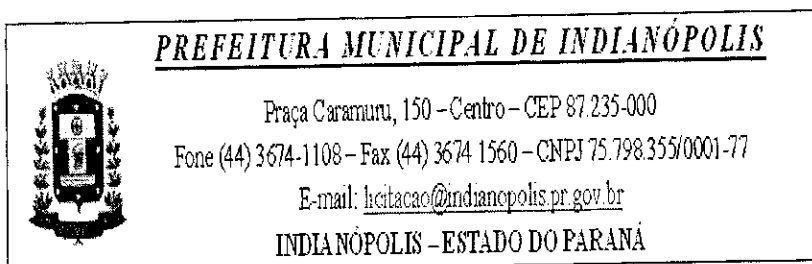 PREFEITURA MUNICIPAL DE INDIANÓPOLIS
Praça Caramuru, 150 – Centro – CEP 87.235-000
Fone (44) 3674-1108 – Fax (44) 3674 1560 – CNPJ 75.798.355/0001-77
E-mail: licitacao@indianopolis.pr.gov.br
INDIANÓPOLIS – ESTADO DO PARANÁ